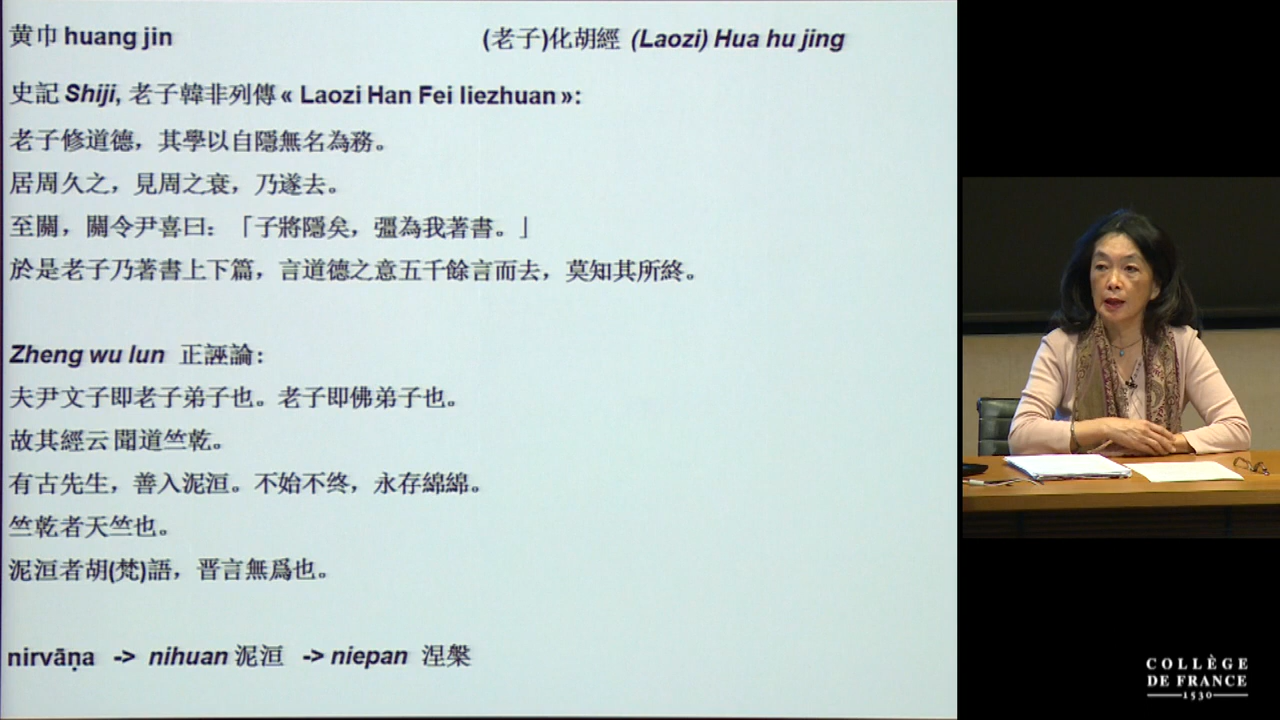 黄巾 huang jin (老子)化胡經 (Laozi) Hua hu jing
史記 Shiji, 老子韓非列傳 « Laozi Han Fei liezhuan »:
老子修道德，其學以自隱無名為務。
居周久之，見周之衰，乃遂去。
至關，關令尹喜曰：「子將隱矣，彊為我著書。」
於是老子乃著書上下篇，言道德之意五千餘言而去，莫知其所終。
Zheng wu lun 正誣論：
夫尹文子即老子弟子也。老子即佛弟子也。
故其經云 聞道竺乾。
有古先生，善入泥洹。不始不终，永存綿綿。
竺乾者天竺也。
泥洹者胡(梵)語，晋言無爲也。
nirvāṇa -> nihuan 泥洹 -> niepan 涅槃
COLLÈGE
DE FRANCE
1530